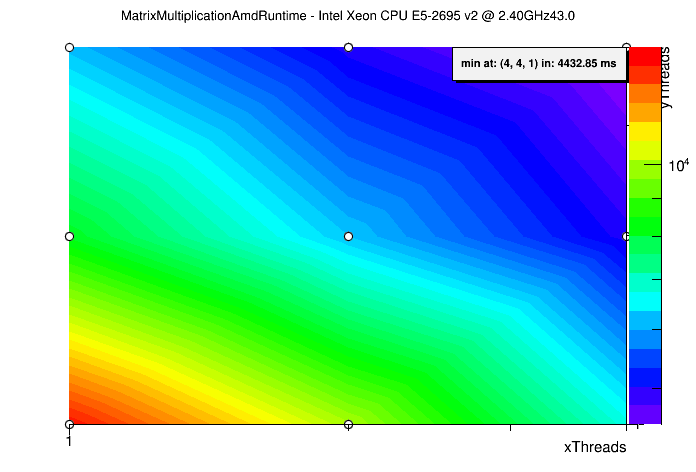 MatrixMultiplicationAmdRuntime - Intel Xeon CPU E5-2695 v2 @ 2.40GHz43.0
min at: (4, 4, 1) in: 4432.85 ms
yThreads
10⁴
1
xThreads